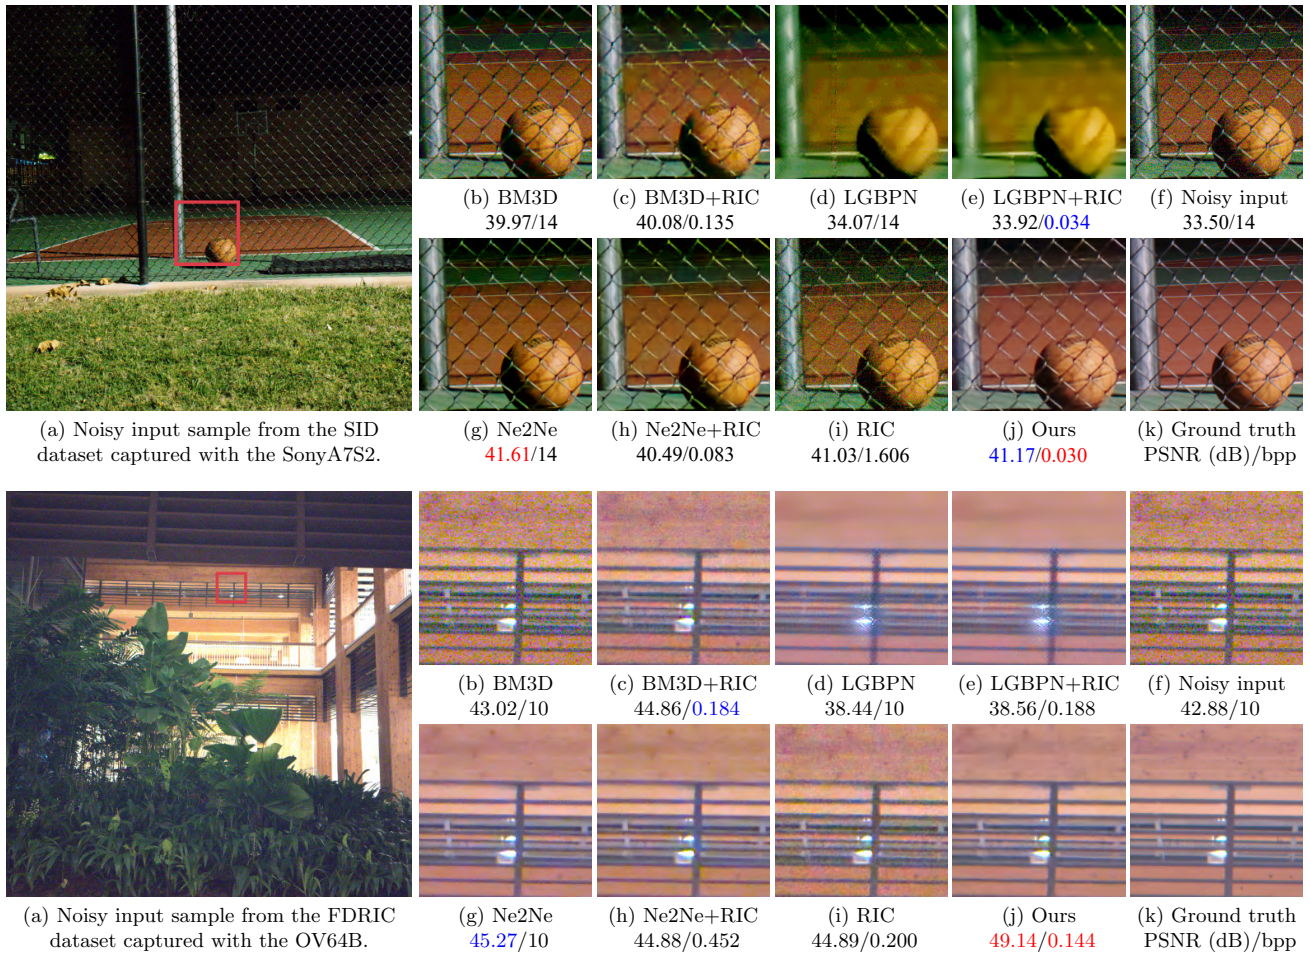 (b) BM3D
39.97/14
(c) BM3D+RIC
40.08/0.135
(d) LGBPN
34.07/14
(e) LGBPN+RIC
33.92/0.034
(f) Noisy input
33.50/14
(a) Noisy input sample from the SID
dataset captured with the SonyA7S2.
(g) Ne2Ne
41.61/14
(h) Ne2Ne+RIC
40.49/0.083
(i) RIC
41.03/1.606
(j) Ours
41.17/0.030
(k) Ground truth
PSNR (dB)/bpp
(b) BM3D
43.02/10
(c) BM3D+RIC
44.86/0.184
(d) LGBPN
38.44/10
(e) LGBPN+RIC
38.56/0.188
(f) Noisy input
42.88/10
(a) Noisy input sample from the FDRIC
dataset captured with the OV64B.
(g) Ne2Ne
45.27/10
(h) Ne2Ne+RIC
44.88/0.452
(i) RIC
44.89/0.200
(j) Ours
49.14/0.144
(k) Ground truth
PSNR (dB)/bpp